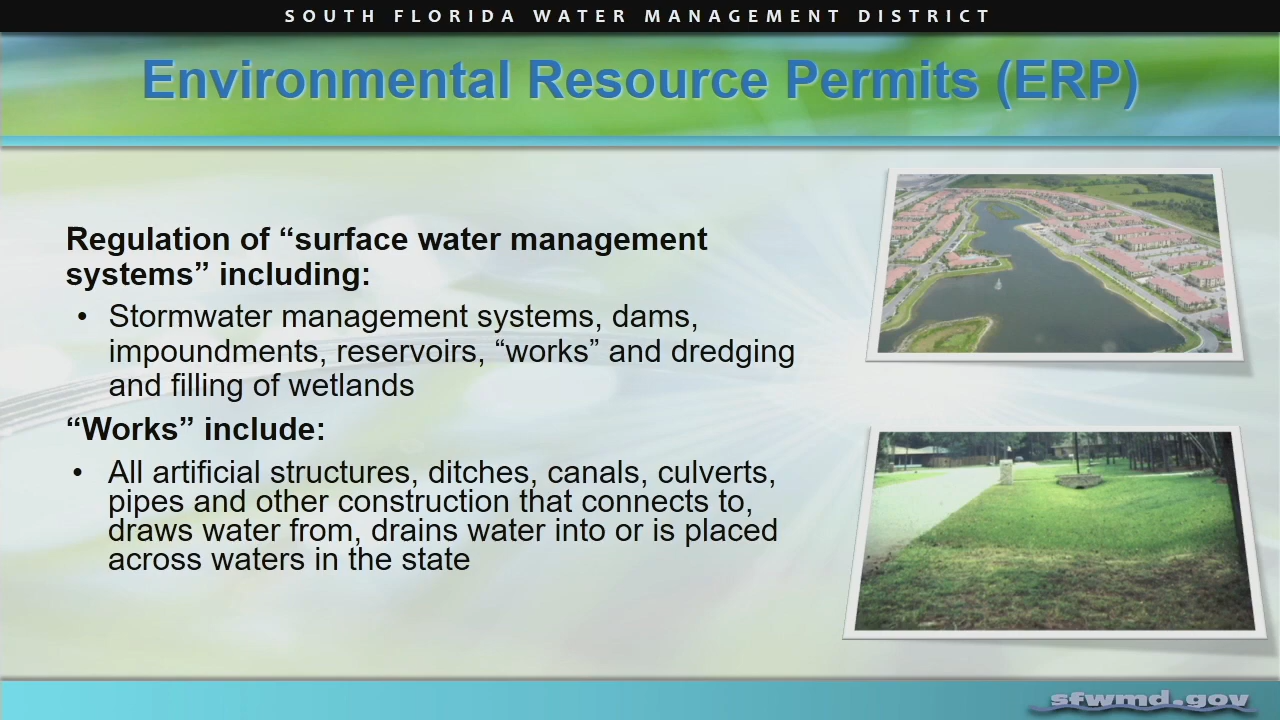 SOUTH FLORIDA WATER MANAGEMENT DISTRICT
Environmental Resource Permits (ERP)
Regulation of “surface water management
systems” including:
• Stormwater management systems, dams,
impoundments, reservoirs, “works” and dredging
and filling of wetlands
“Works” include:
• All artificial structures, ditches, canals, culverts,
pipes and other construction that connects to,
draws water from, drains water into or is placed
across waters in the state
sfwmd.gov